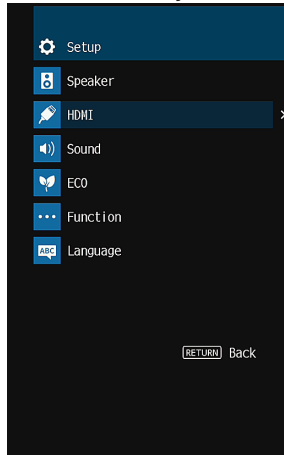 Setup
Speaker
HDMI
Sound
ECO
Function
ABC Language
RETURN Back